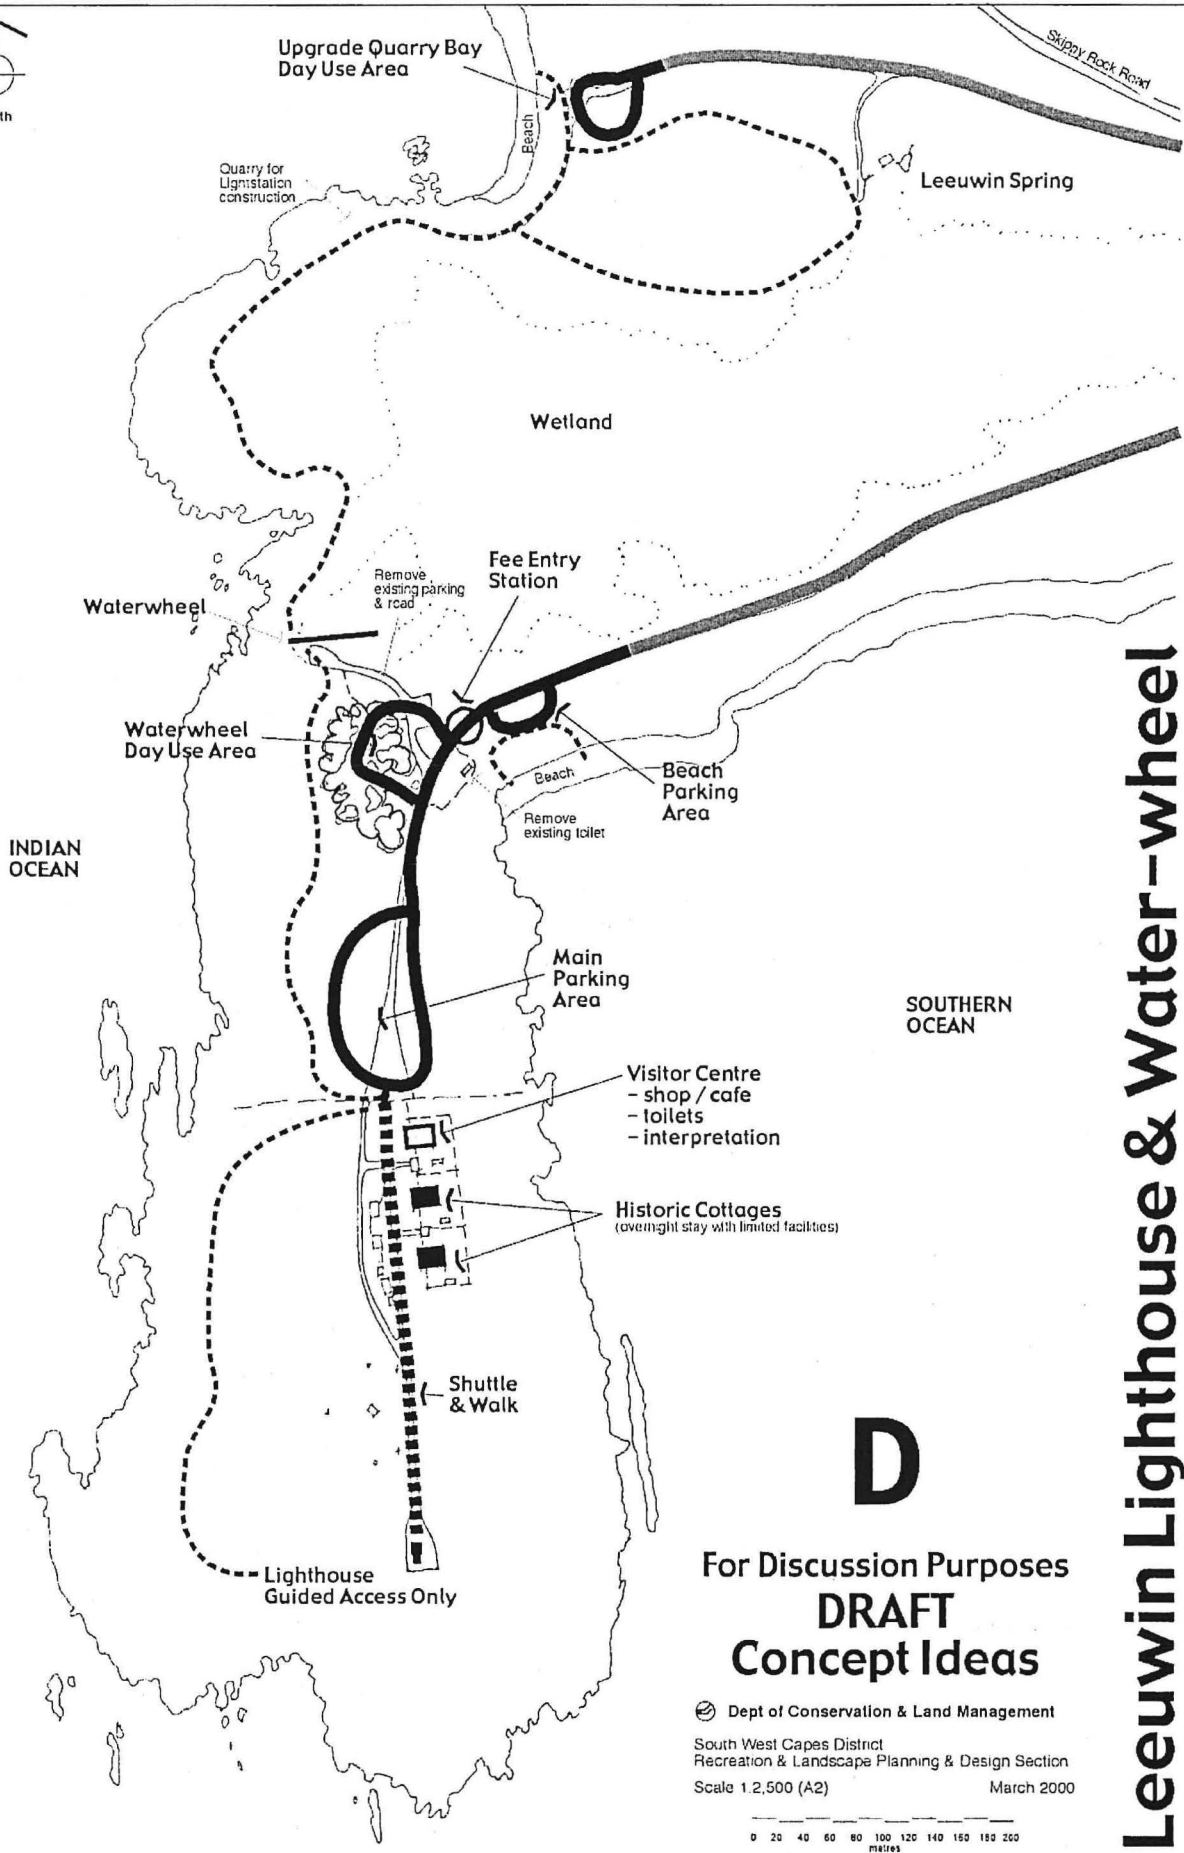 th
Upgrade Quarry Bay
Day Use Area
Skippy Rock Road
Beach
Quarry for
Lightstation
construction
Leeuwin Spring
Wetland
Fee Entry
Station
Remove
existing parking
& road
Waterwheel
Waterwheel
Day Use Area
Beach
Beach
Parking
Area
Remove
existing toilet
INDIAN
OCEAN
Main
Parking
Area
SOUTHERN
OCEAN
Visitor Centre
- shop / cafe
- toilets
- interpretation
Historic Cottages
(overnight stay with limited facilities)
Shuttle
& Walk
Lighthouse
Guided Access Only
D
For Discussion Purposes
DRAFT
Concept Ideas
Dept of Conservation & Land Management
South West Capes District
Recreation & Landscape Planning & Design Section
Scale 1:2,500 (A2) March 2000
0 20 40 60 80 100 120 140 160 180 200
metres
Leeuwin Lighthouse & Water-wheel